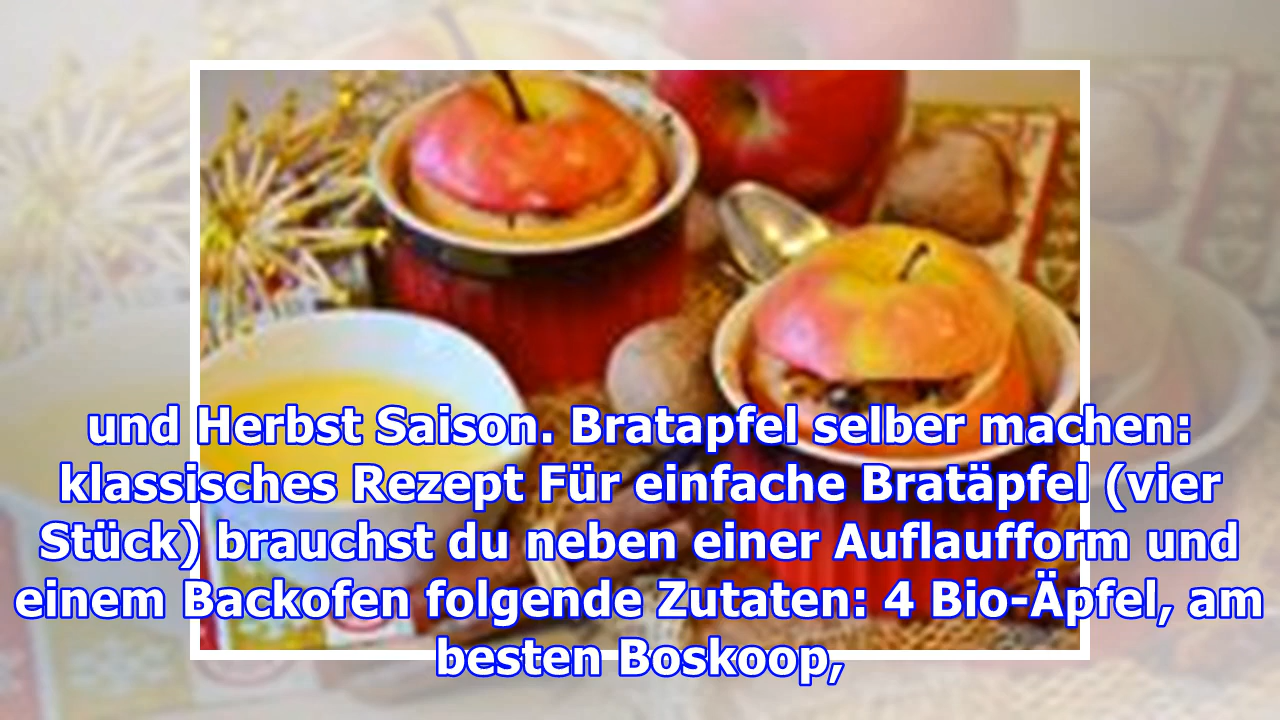 und Herbst Saison. Bratapfel selber machen:
klassisches Rezept Für einfache Bratäpfel (vier
Stück) brauchst du neben einer Auflaufform und
einem Backofen folgende Zutaten: 4 Bio-Äpfel, am
besten Boskoop,